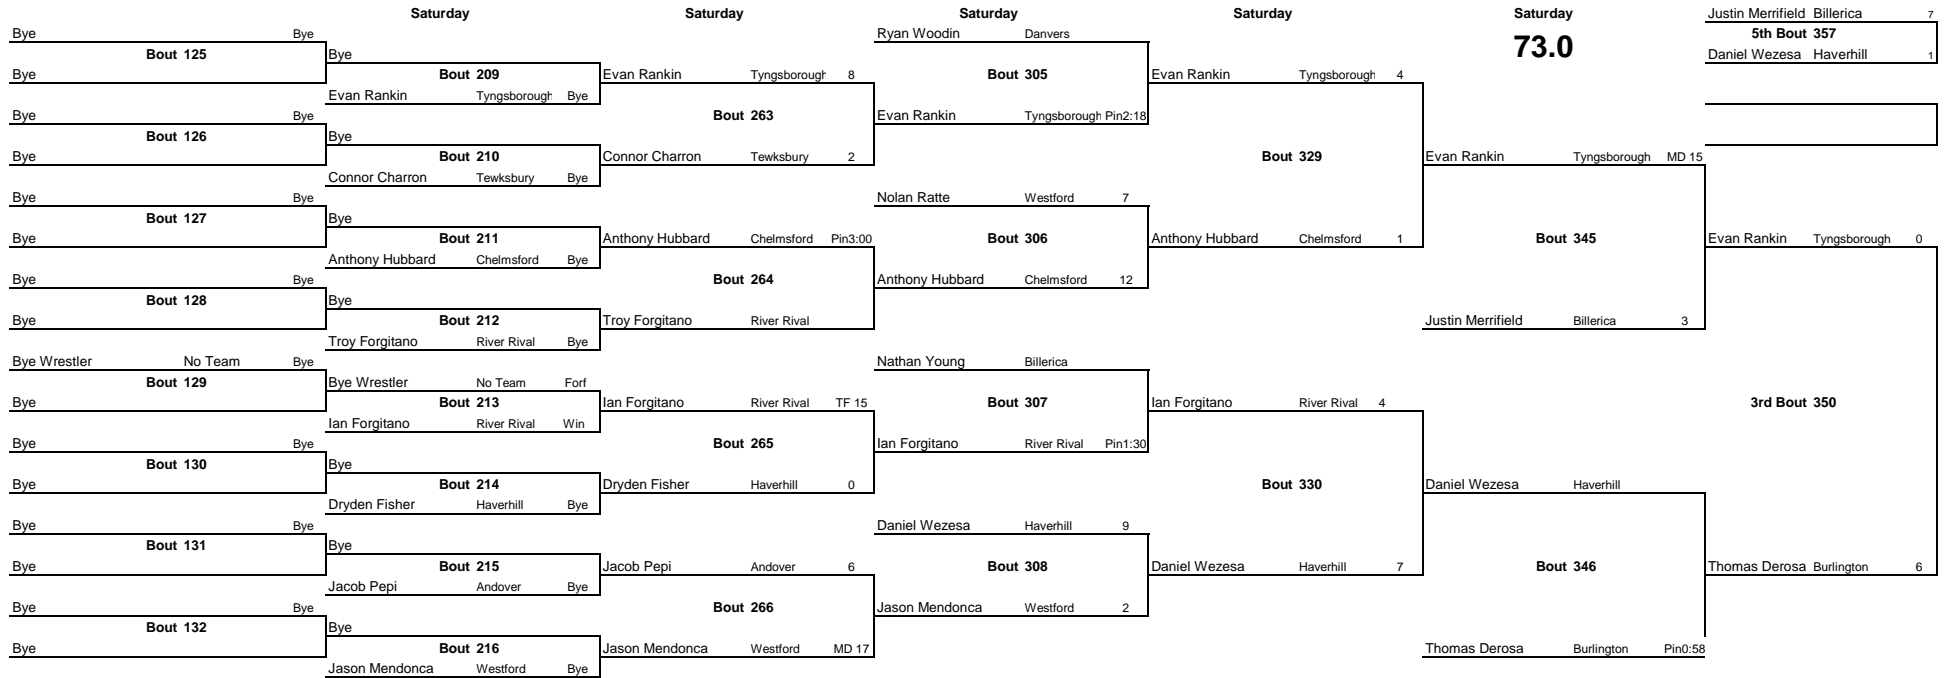 Saturday Saturday Saturday Saturday Saturday Justin Merrifield Billerica 7
Bye Bye Ryan Woodin Danvers 73.0 5th Bout 357
Bout 125 Bye Daniel Wezesa Haverhill 1
Bye Bout 209 Evan Rankin Tyngsborough 8 Bout 305 Evan Rankin Tyngsborough 4
Evan Rankin Tyngsborough Bye
Bye Bye Bout 263 Evan Rankin Tyngsborough Pin2:18
Bout 126 Bye
Bye Bout 210 Connor Charron Tewksbury 2 Bout 329 Evan Rankin Tyngsborough MD 15
Connor Charron Tewksbury Bye
Bye Bye Nolan Ratte Westford 7
Bout 127 Bye
Bye Bout 211 Anthony Hubbard Chelmsford Pin3:00 Bout 306 Anthony Hubbard Chelmsford 1 Bout 345 Evan Rankin Tyngsborough 0
Anthony Hubbard Chelmsford Bye
Bye Bye Bout 264 Anthony Hubbard Chelmsford 12
Bout 128 Bye
Bye Bout 212 Troy Forgitano River Rival Justin Merrifield Billerica 3
Troy Forgitano River Rival Bye
Bye Wrestler No Team Bye Nathan Young Billerica
Bout 129 Bye Wrestler No Team Forf
Bye Bout 213 Ian Forgitano River Rival TF 15 Bout 307 Ian Forgitano River Rival 4 3rd Bout 350
Ian Forgitano River Rival Win
Bye Bye Bout 265 Ian Forgitano River Rival Pin1:30
Bout 130 Bye
Bye Bout 214 Dryden Fisher Haverhill 0 Bout 330 Daniel Wezesa Haverhill
Dryden Fisher Haverhill Bye
Bye Bye Daniel Wezesa Haverhill 9
Bout 131 Bye
Bye Bout 215 Jacob Pepi Andover 6 Bout 308 Daniel Wezesa Haverhill 7 Bout 346 Thomas Derosa Burlington 6
Jacob Pepi Andover Bye
Bye Bye Bout 266 Jason Mendonca Westford 2
Bout 132 Bye
Bye Bout 216 Jason Mendonca Westford MD 17 Thomas Derosa Burlington Pin0:58
Jason Mendonca Westford Bye